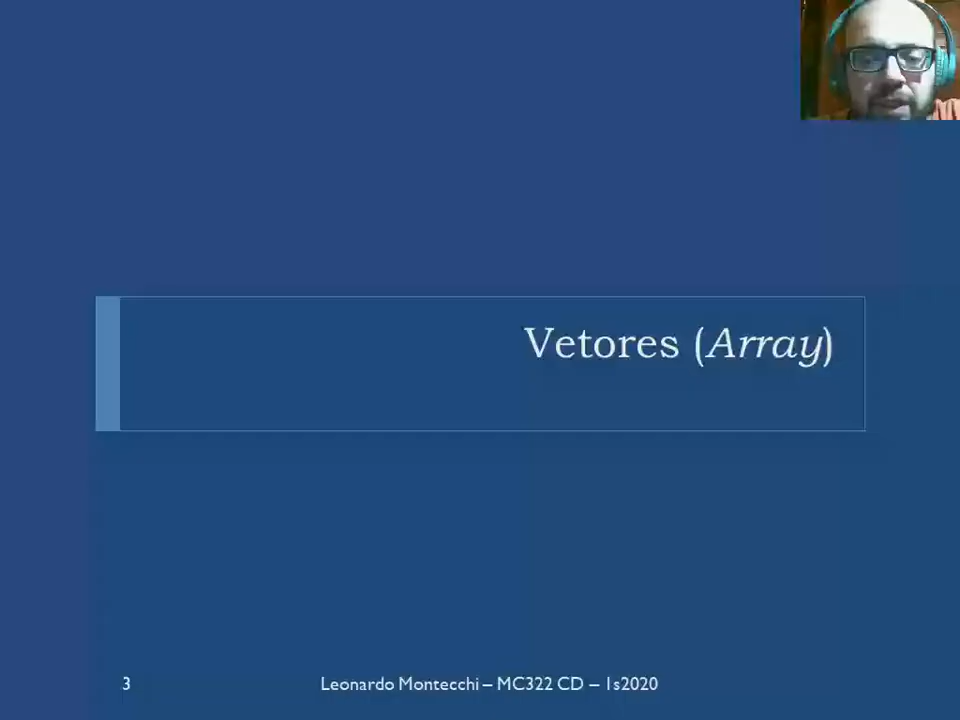 Vetores (Array)
3
Leonardo Montecchi – MC322 CD – 1s2020